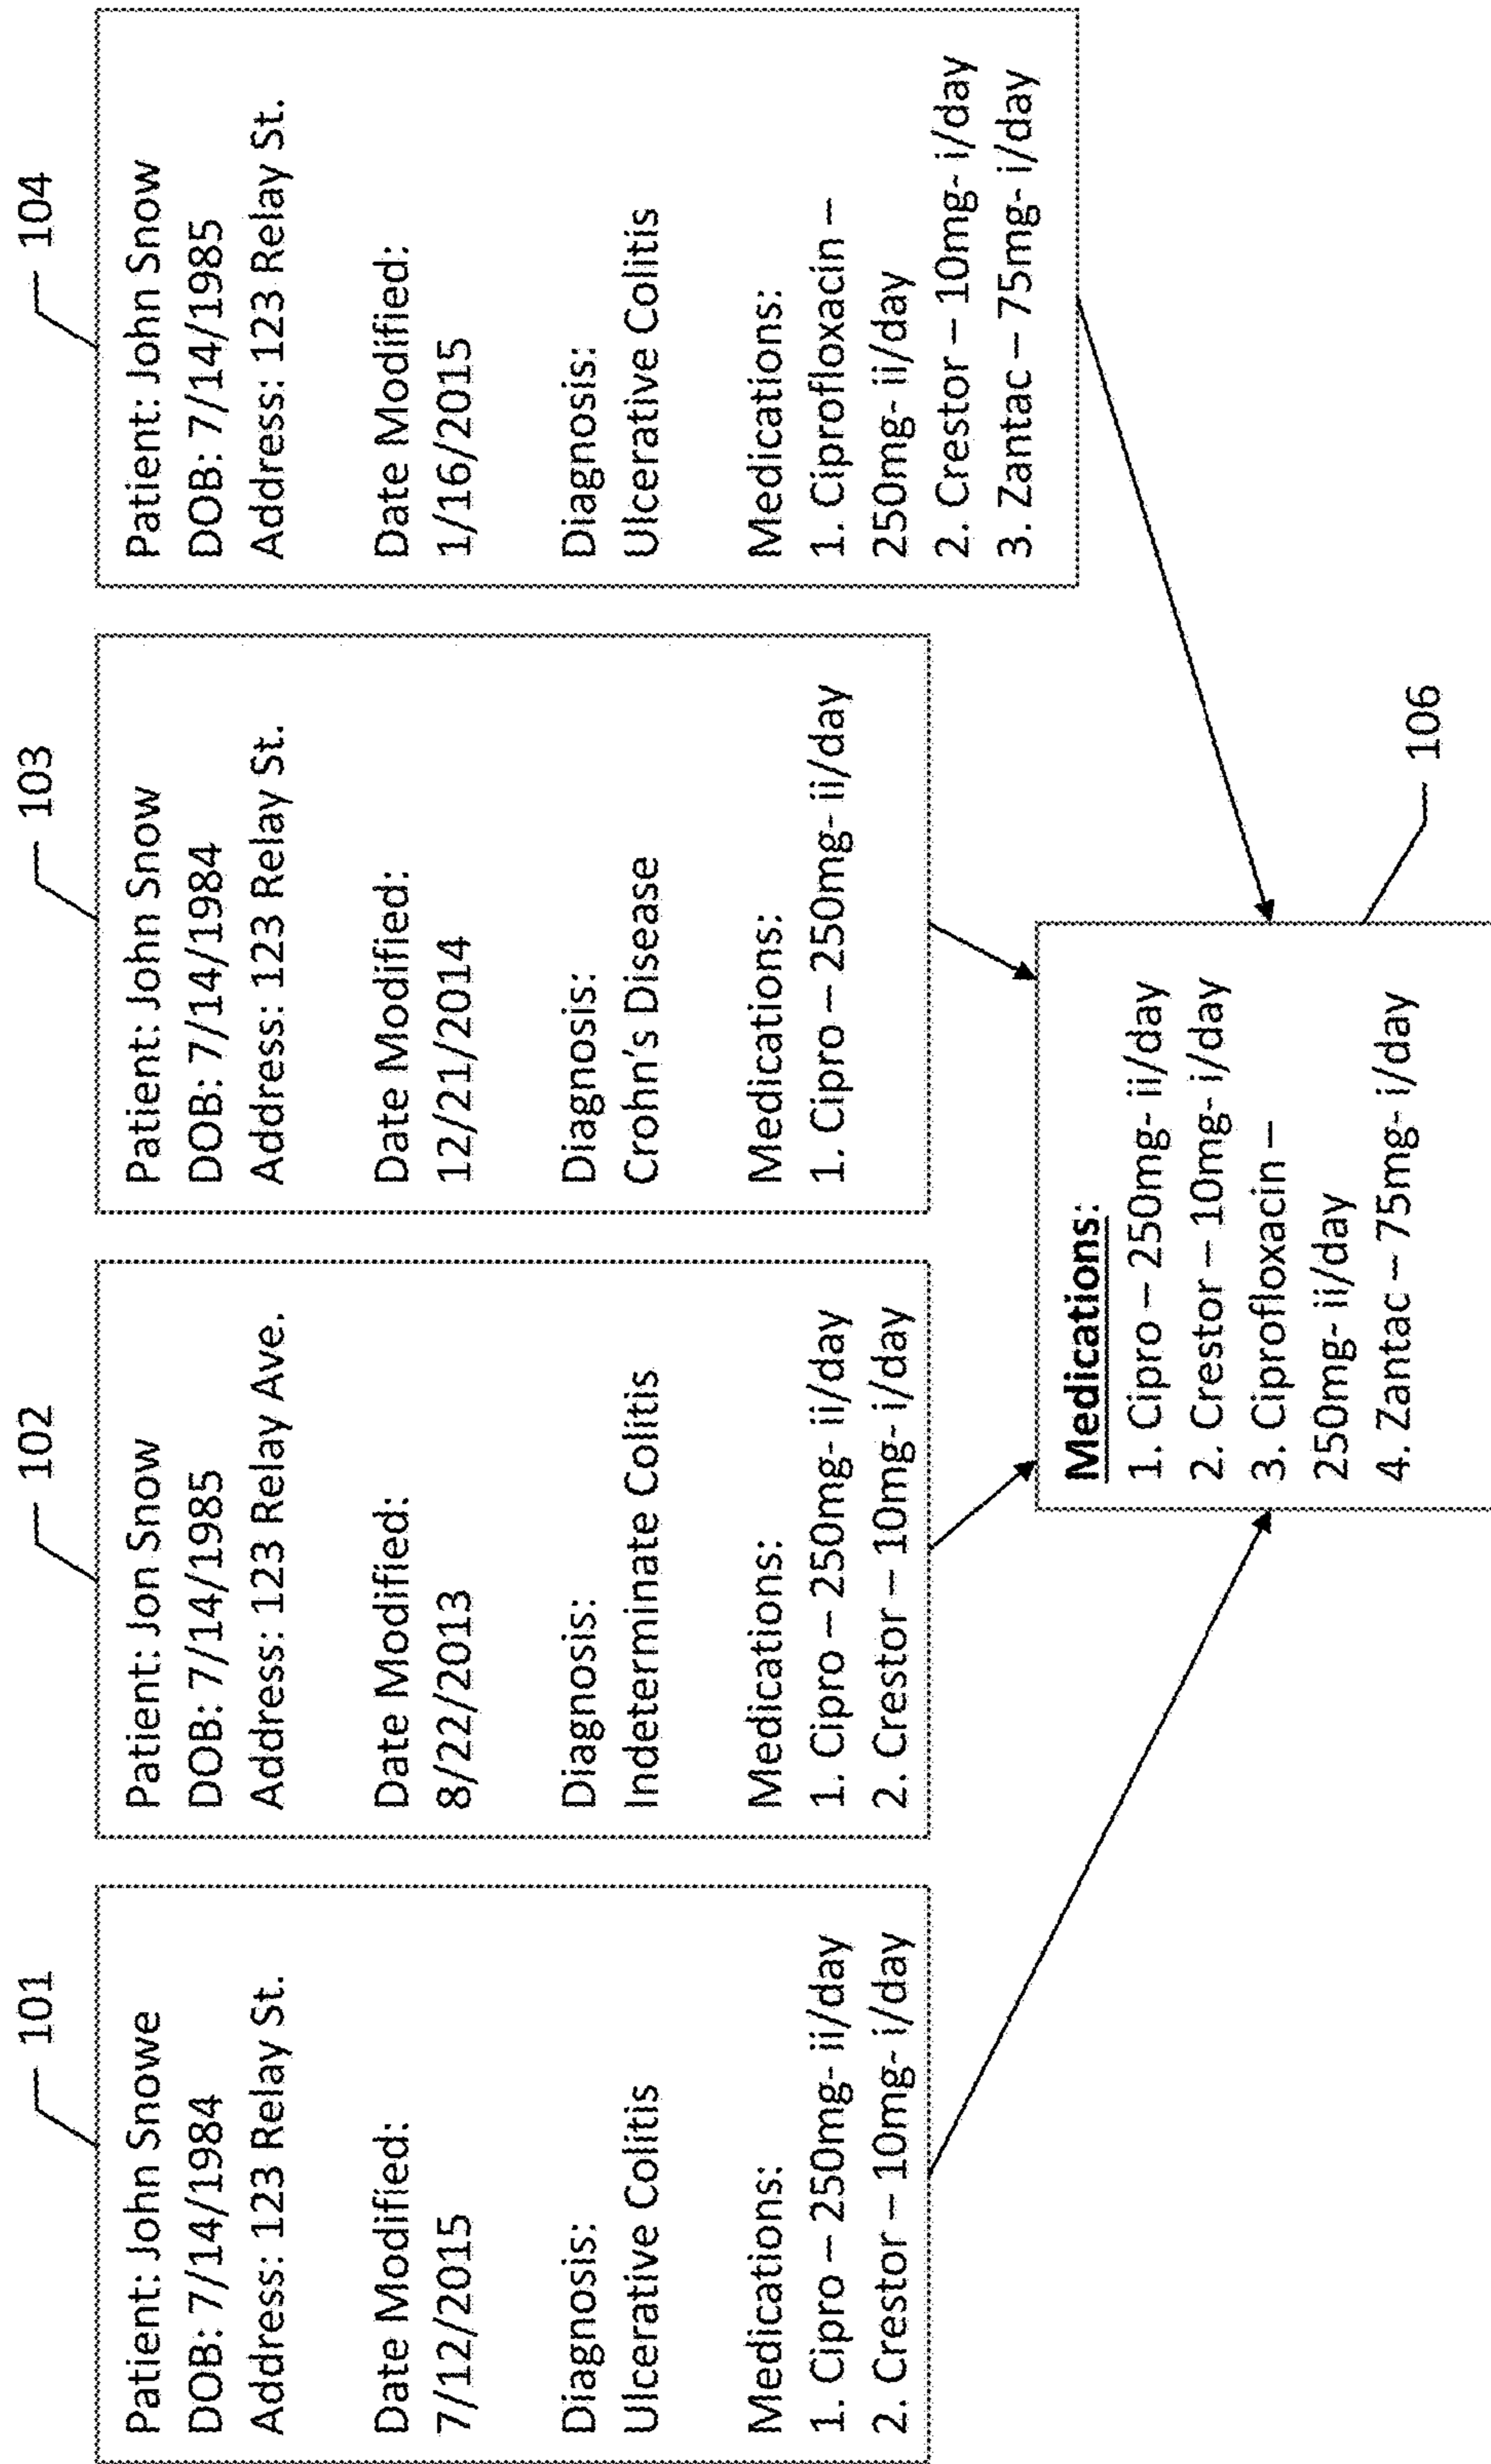 101
Patient: John Snowe
DOB: 7/14/1984
Address: 123 Relay St.
Date Modified:
7/12/2015
Diagnosis:
Ulcerative Colitis
Medications:
1. Cipro – 250mg- ii/day
2. Crestor – 10mg- i/day
102
Patient: Jon Snow
DOB: 7/14/1985
Address: 123 Relay Ave.
Date Modified:
8/22/2013
Diagnosis:
Indeterminate Colitis
Medications:
1. Cipro – 250mg- ii/day
2. Crestor – 10mg- i/day
103
Patient: John Snow
DOB: 7/14/1984
Address: 123 Relay St.
Date Modified:
12/21/2014
Diagnosis:
Crohn's Disease
Medications:
1. Cipro – 250mg- ii/day
104
Patient: John Snow
DOB: 7/14/1985
Address: 123 Relay St.
Date Modified:
1/16/2015
Diagnosis:
Ulcerative Colitis
Medications:
1. Ciprofloxacin –
250mg- ii/day
2. Crestor – 10mg- i/day
3. Zantac – 75mg- i/day
Medications:
1. Cipro – 250mg- ii/day
2. Crestor – 10mg- i/day
3. Ciprofloxacin –
250mg- ii/day
4. Zantac – 75mg- i/day
106